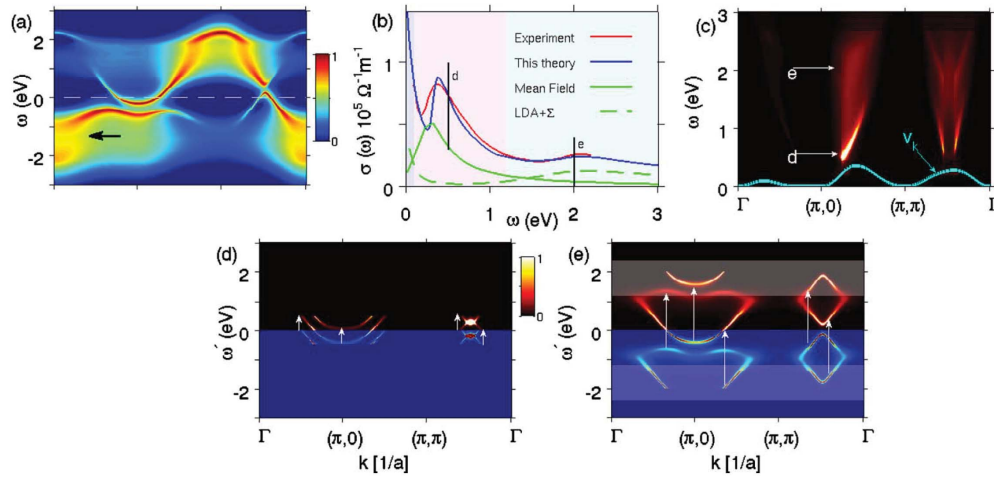 (a)
ω (eV)
2
0
-2
1
0
(b)
σ (ω) 10⁵ Ω⁻¹m⁻¹
1
0
Experiment
This theory
Mean Field
LDA+Σ
d
e
0 1 2 3
ω (eV)
(c)
ω (eV)
3
2
1
0
e
d
v_k
Γ (π,0) (π,π) Γ
(d)
ω´ (eV)
2
0
-2
1
0
Γ (π,0) (π,π) Γ
k [1/a]
(e)
ω´ (eV)
2
0
-2
Γ (π,0) (π,π) Γ
k [1/a]